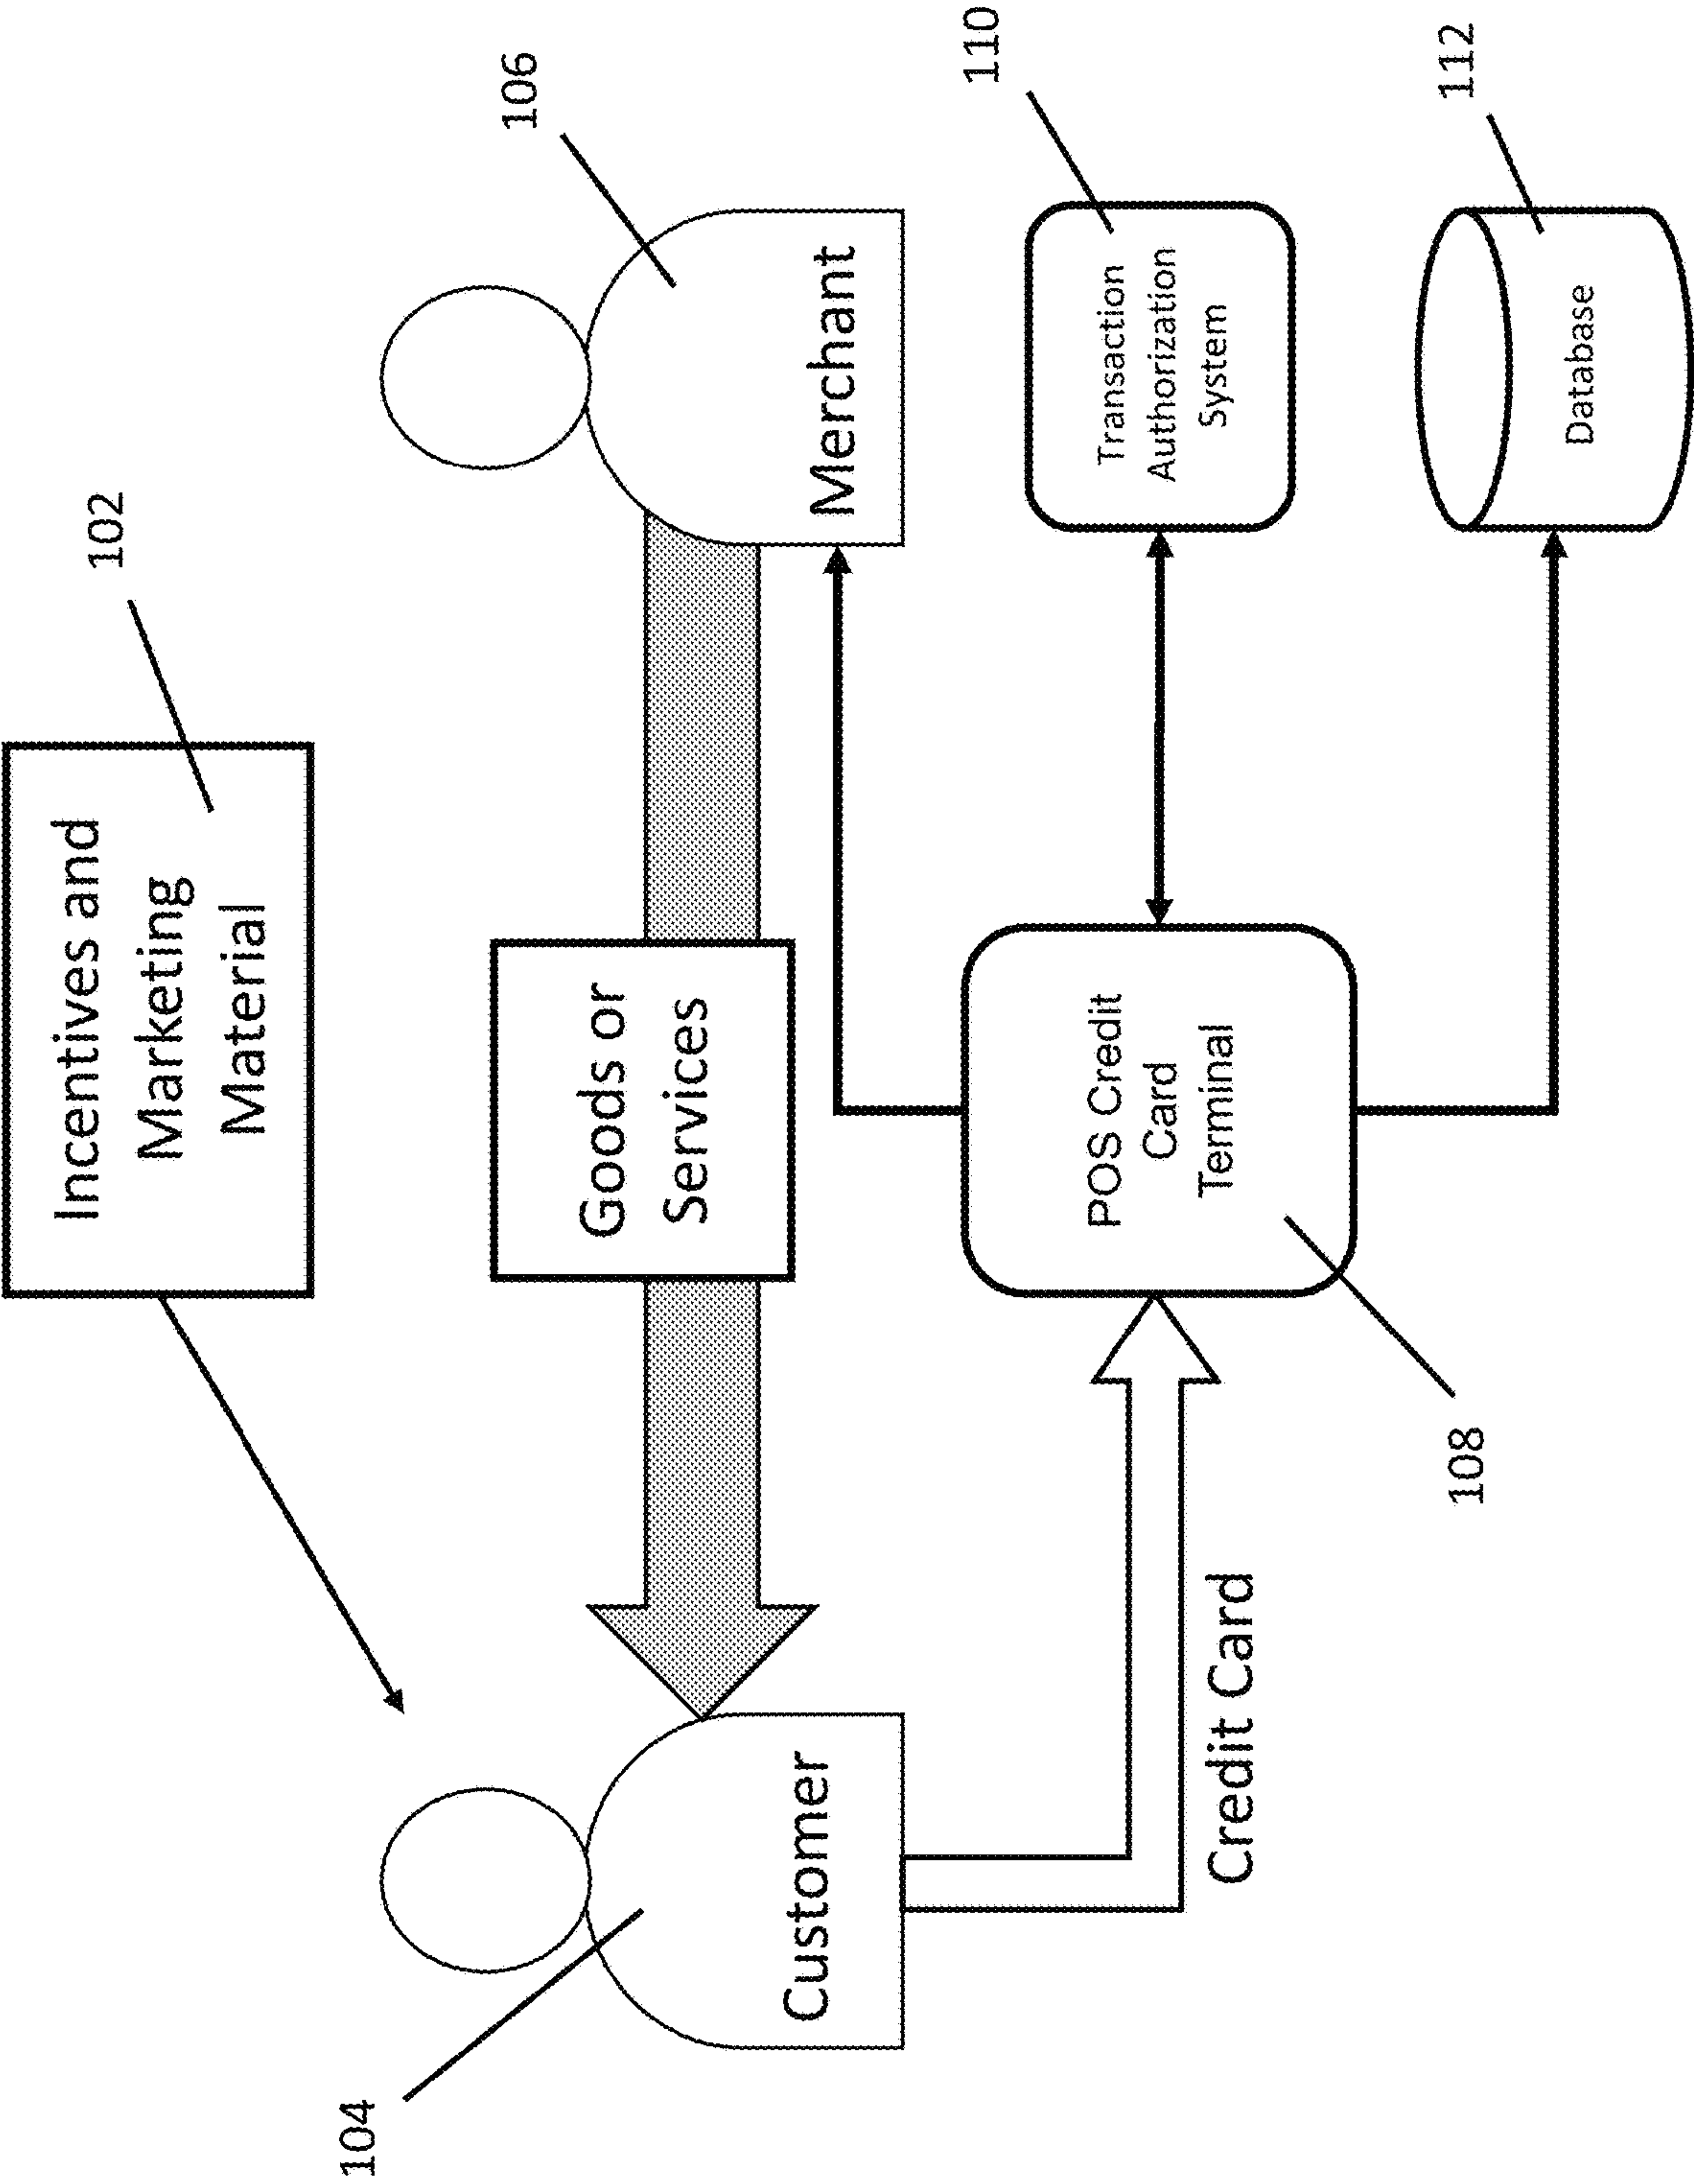 102
Incentives and
Marketing
Material
104
106
Customer
Goods or
Services
Merchant
Credit Card
POS Credit
Card
Terminal
108
Transaction
Authorization
System
110
Database
112